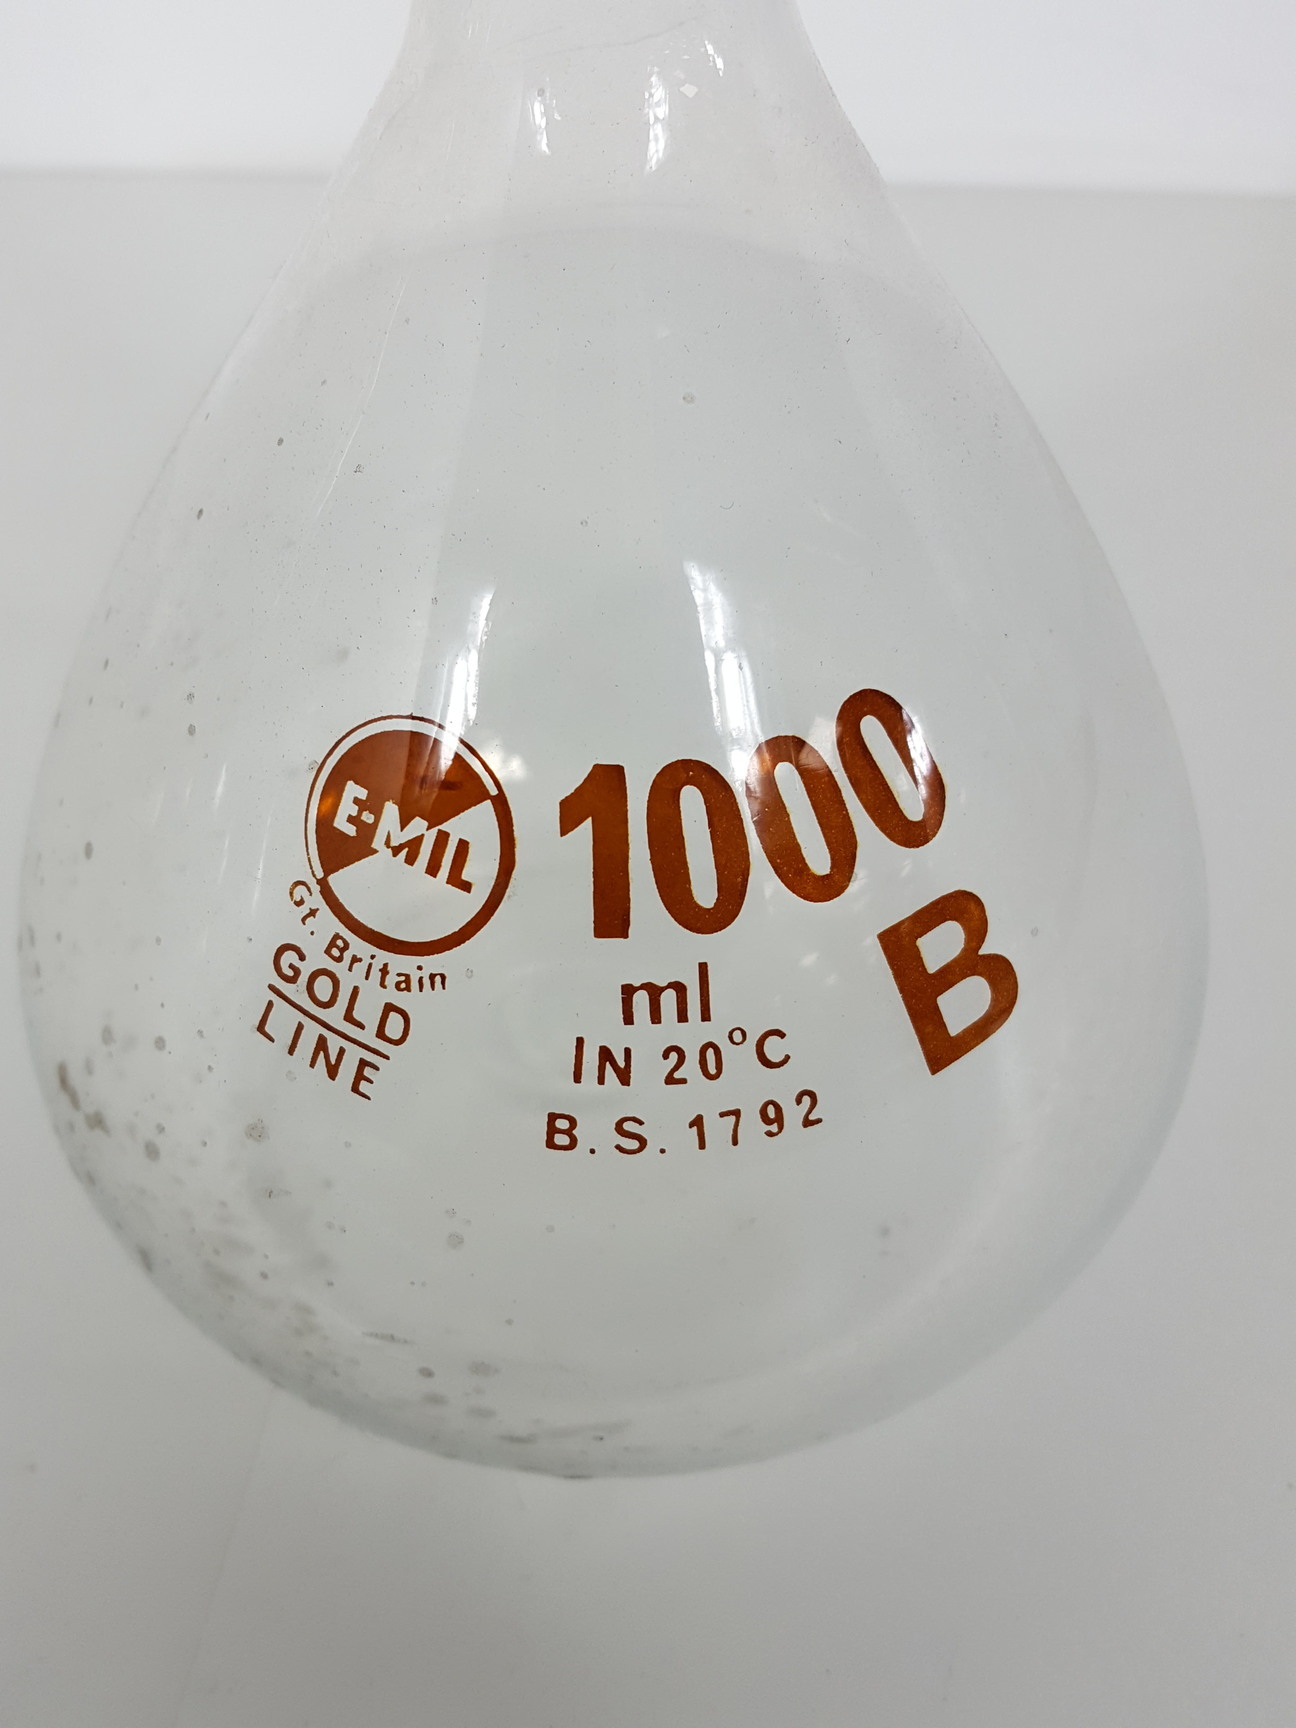 E-MIL
Gt. Britain
GOLD
LINE
1000
ml
IN 20°C
B.S. 1792
B